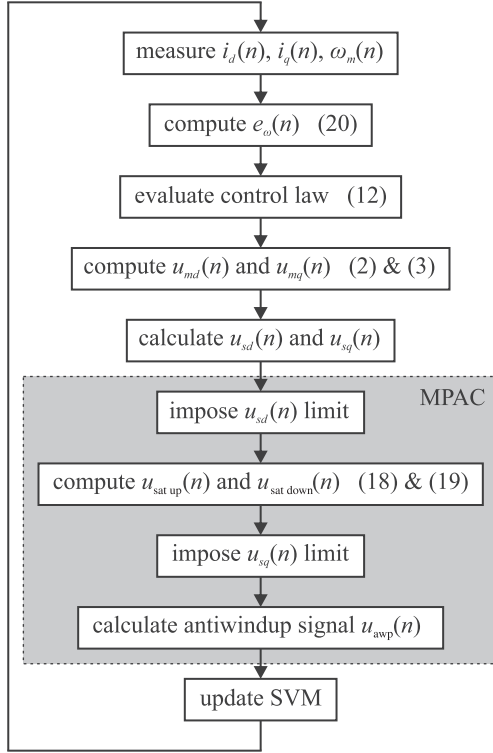 measure i_d(n), i_q(n), ω_m(n)
compute e_ω(n) (20)
evaluate control law (12)
compute u_md(n) and u_mq(n) (2) & (3)
calculate u_sd(n) and u_sq(n)
MPAC
impose u_sd(n) limit
compute u_sat up(n) and u_sat down(n) (18) & (19)
impose u_sq(n) limit
calculate antiwindup signal u_awp(n)
update SVM